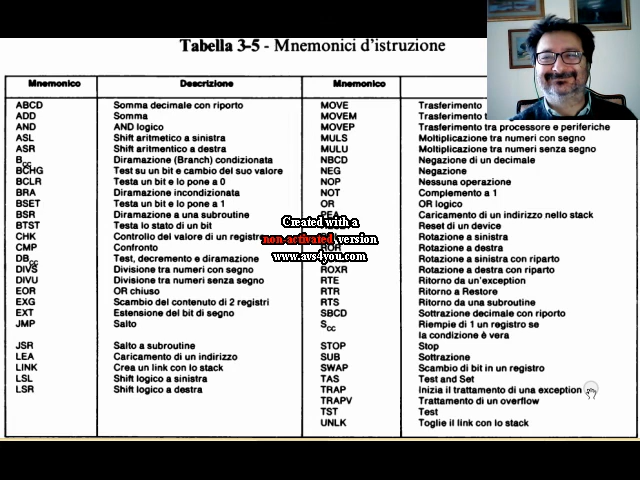 Tabella 3-5 - Mnemonici d'istruzione
Mnemonico Descrizione Mnemonico
ABCD Somma decimale con riporto MOVE Trasferimento
ADD Somma MOVEM Trasferimento
AND AND logico MOVEP Trasferimento tra processore e periferiche
ASL Shift aritmetico a sinistra MULS Moltiplicazione tra numeri con segno
ASR Shift aritmentico a destra MULU Moltiplicazione tra numeri senza segno
Bcc Diramazione (Branch) condizionata NBCD Negazione di un decimale
BCHG Test su un bit e cambio del suo valore NEG Negazione
BCLR Testa un bit e lo pone a 0 NOP Nessuna operazione
BRA Diramazione incondizionata NOT Complemento a 1
BSET Testa un bit e lo pone a 1 OR OR logico
BSR Diramazione a una subroutine PEA Caricamento di un indirizzo nello stack
BTST Testa lo stato di un bit Reset di un device
CHK Controllo del valore di un registro Rotazione a sinistra
CMP Confronto ROR Rotazione a destra
DBcc Test, decremento e diramazione Rotazione a sinistra con riporto
DIVS Divisione tra numeri con segno ROXR Rotazione a destra con riporto
DIVU Divisione tra numeri senza segno RTE Ritorno da un'exception
EOR OR chiuso RTR Ritorno a Restore
EXG Scambio del contenuto di 2 registri RTS Ritorno da una subroutine
EXT Estensione del bit di segno SBCD Sottrazione decimale con riporto
JMP Salto Scc Riempie di 1 un registro se
la condizione è vera
JSR Salto a subroutine STOP Stop
LEA Caricamento di un indirizzo SUB Sottrazione
LINK Crea un link con lo stack SWAP Scambio di bit in un registro
LSL Shift logico a sinistra TAS Test and Set
LSR Shift logico a destra TRAP Inizia il trattamento di una exception
TRAPV Trattamento di un overflow
TST Test
UNLK Toglie il link con lo stack
Created with a
non-activated version
www.avs4you.com